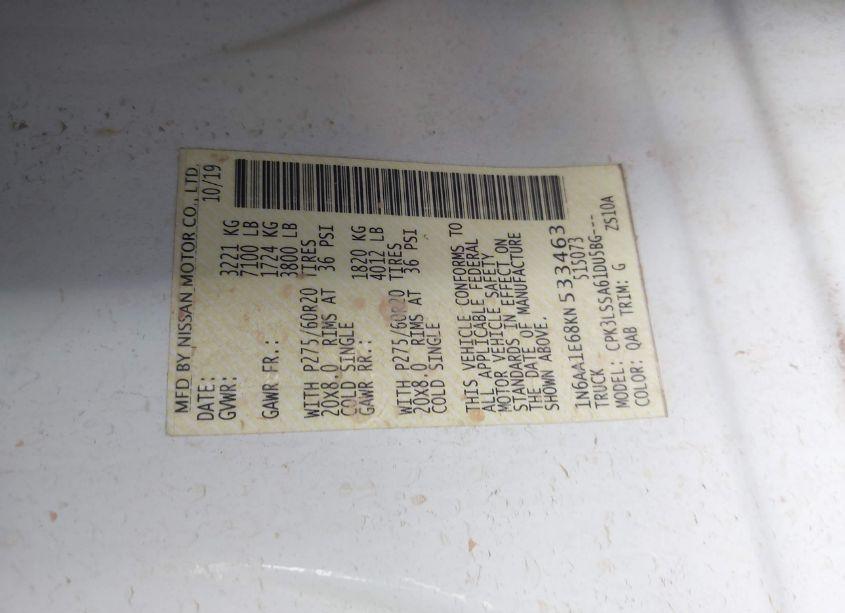 MFD BY NISSAN MOTOR CO., LTD.
DATE: 10/19
GVWR: 3221 KG
7100 LB
GAWR FR.: 1724 KG
3800 LB
WITH P275/60R20 TIRES
20X8.0 RIMS AT 36 PSI
COLD SINGLE
GAWR RR.: 1820 KG
4012 LB
WITH P275/60R20 TIRES
20X8.0 RIMS AT 36 PSI
COLD SINGLE
THIS VEHICLE CONFORMS TO
ALL APPLICABLE FEDERAL
MOTOR VEHICLE SAFETY
STANDARDS IN EFFECT ON
THE DATE OF MANUFACTURE
SHOWN ABOVE.
1N6AA1E68KN533463
TRUCK 515073
MODEL: CPK3LSSA61DU5BG---
COLOR: QAB TRIM: G Z510A